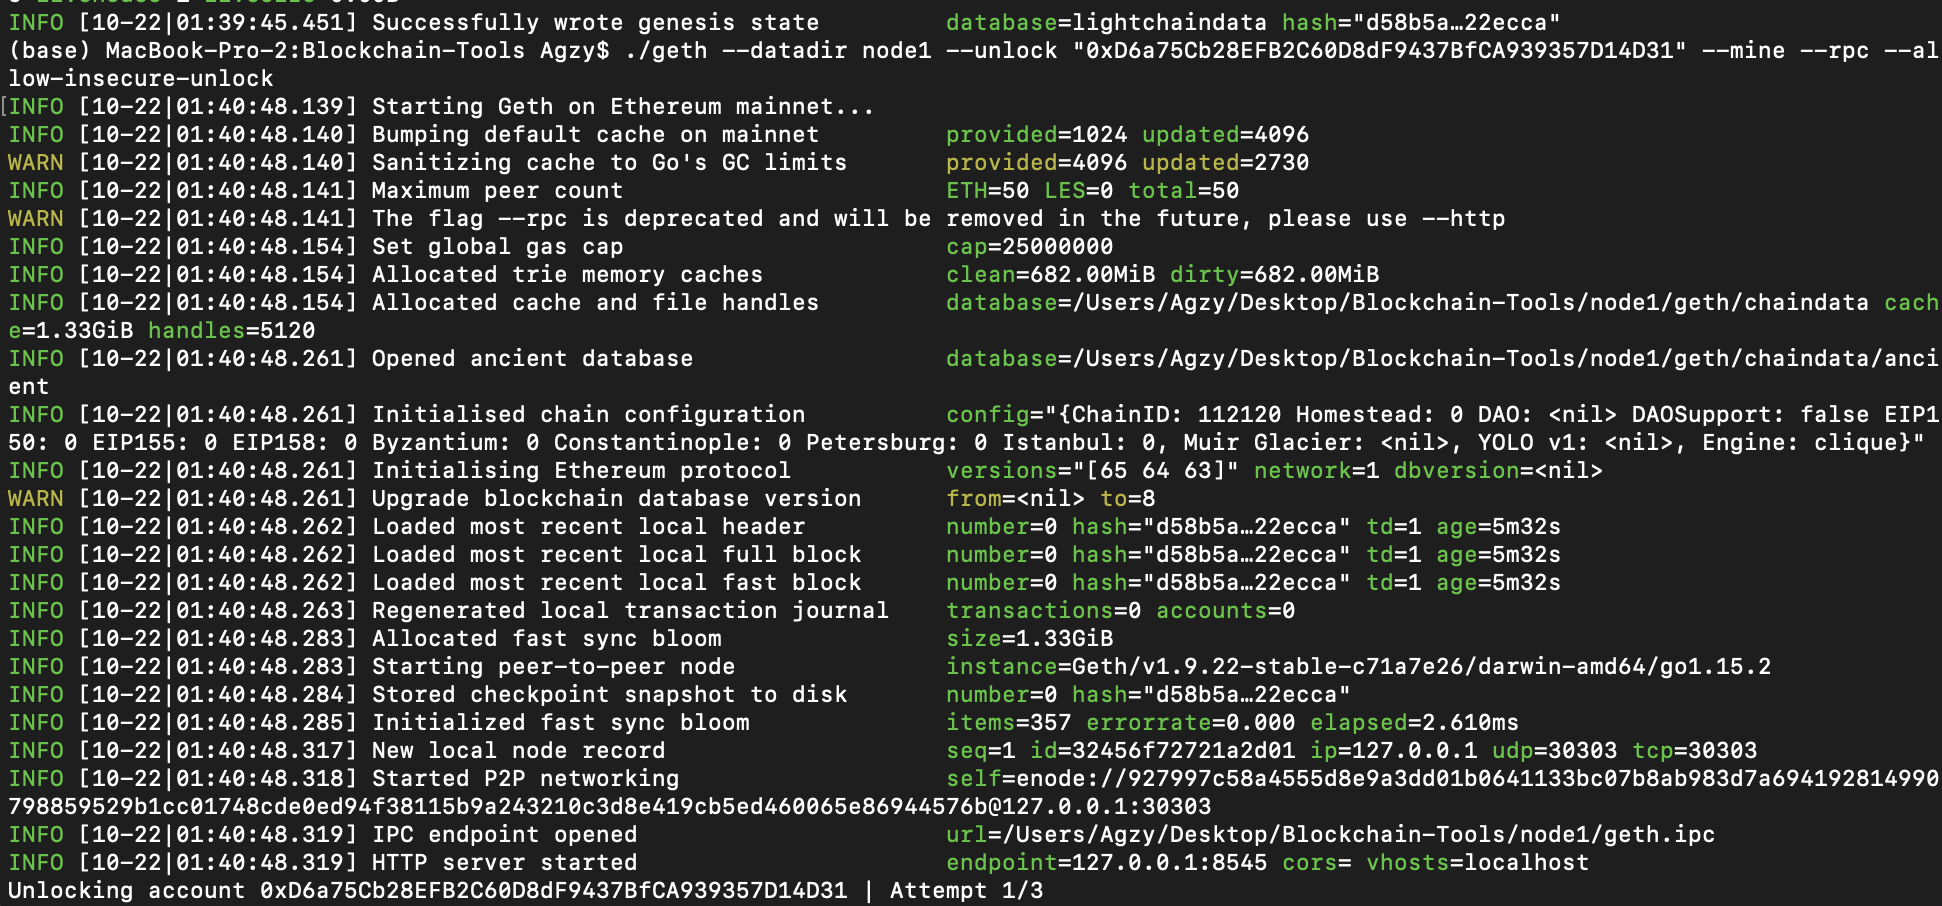 INFO [10-22|01:39:45.451] Successfully wrote genesis state         database=lightchaindata hash="d58b5a…22ecca"
(base) MacBook-Pro-2:Blockchain-Tools Agzy$ ./geth --datadir node1 --unlock "0xD6a75Cb28EFB2C60D8dF9437BfCA939357D14D31" --mine --rpc --al
low-insecure-unlock
[INFO [10-22|01:40:48.139] Starting Geth on Ethereum mainnet...
INFO [10-22|01:40:48.140] Bumping default cache on mainnet         provided=1024 updated=4096
WARN [10-22|01:40:48.140] Sanitizing cache to Go's GC limits       provided=4096 updated=2730
INFO [10-22|01:40:48.141] Maximum peer count                       ETH=50 LES=0 total=50
WARN [10-22|01:40:48.141] The flag --rpc is deprecated and will be removed in the future, please use --http
INFO [10-22|01:40:48.154] Set global gas cap                       cap=25000000
INFO [10-22|01:40:48.154] Allocated trie memory caches             clean=682.00MiB dirty=682.00MiB
INFO [10-22|01:40:48.154] Allocated cache and file handles         database=/Users/Agzy/Desktop/Blockchain-Tools/node1/geth/chaindata cach
e=1.33GiB handles=5120
INFO [10-22|01:40:48.261] Opened ancient database                  database=/Users/Agzy/Desktop/Blockchain-Tools/node1/geth/chaindata/anci
ent
INFO [10-22|01:40:48.261] Initialised chain configuration          config="{ChainID: 112120 Homestead: 0 DAO: <nil> DAOSupport: false EIP1
50: 0 EIP155: 0 EIP158: 0 Byzantium: 0 Constantinople: 0 Petersburg: 0 Istanbul: 0, Muir Glacier: <nil>, YOLO v1: <nil>, Engine: clique}"
INFO [10-22|01:40:48.261] Initialising Ethereum protocol           versions="[65 64 63]" network=1 dbversion=<nil>
WARN [10-22|01:40:48.261] Upgrade blockchain database version      from=<nil> to=8
INFO [10-22|01:40:48.262] Loaded most recent local header          number=0 hash="d58b5a…22ecca" td=1 age=5m32s
INFO [10-22|01:40:48.262] Loaded most recent local full block      number=0 hash="d58b5a…22ecca" td=1 age=5m32s
INFO [10-22|01:40:48.262] Loaded most recent local fast block      number=0 hash="d58b5a…22ecca" td=1 age=5m32s
INFO [10-22|01:40:48.263] Regenerated local transaction journal    transactions=0 accounts=0
INFO [10-22|01:40:48.283] Allocated fast sync bloom                size=1.33GiB
INFO [10-22|01:40:48.283] Starting peer-to-peer node               instance=Geth/v1.9.22-stable-c71a7e26/darwin-amd64/go1.15.2
INFO [10-22|01:40:48.284] Stored checkpoint snapshot to disk       number=0 hash="d58b5a…22ecca"
INFO [10-22|01:40:48.285] Initialized fast sync bloom              items=357 errorrate=0.000 elapsed=2.610ms
INFO [10-22|01:40:48.317] New local node record                    seq=1 id=32456f72721a2d01 ip=127.0.0.1 udp=30303 tcp=30303
INFO [10-22|01:40:48.318] Started P2P networking                   self=enode://927997c58a4555d8e9a3dd01b0641133bc07b8ab983d7a694192814990
798859529b1cc01748cde0ed94f38115b9a243210c3d8e419cb5ed460065e86944576b@127.0.0.1:30303
INFO [10-22|01:40:48.319] IPC endpoint opened                      url=/Users/Agzy/Desktop/Blockchain-Tools/node1/geth.ipc
INFO [10-22|01:40:48.319] HTTP server started                      endpoint=127.0.0.1:8545 cors= vhosts=localhost
Unlocking account 0xD6a75Cb28EFB2C60D8dF9437BfCA939357D14D31 | Attempt 1/3